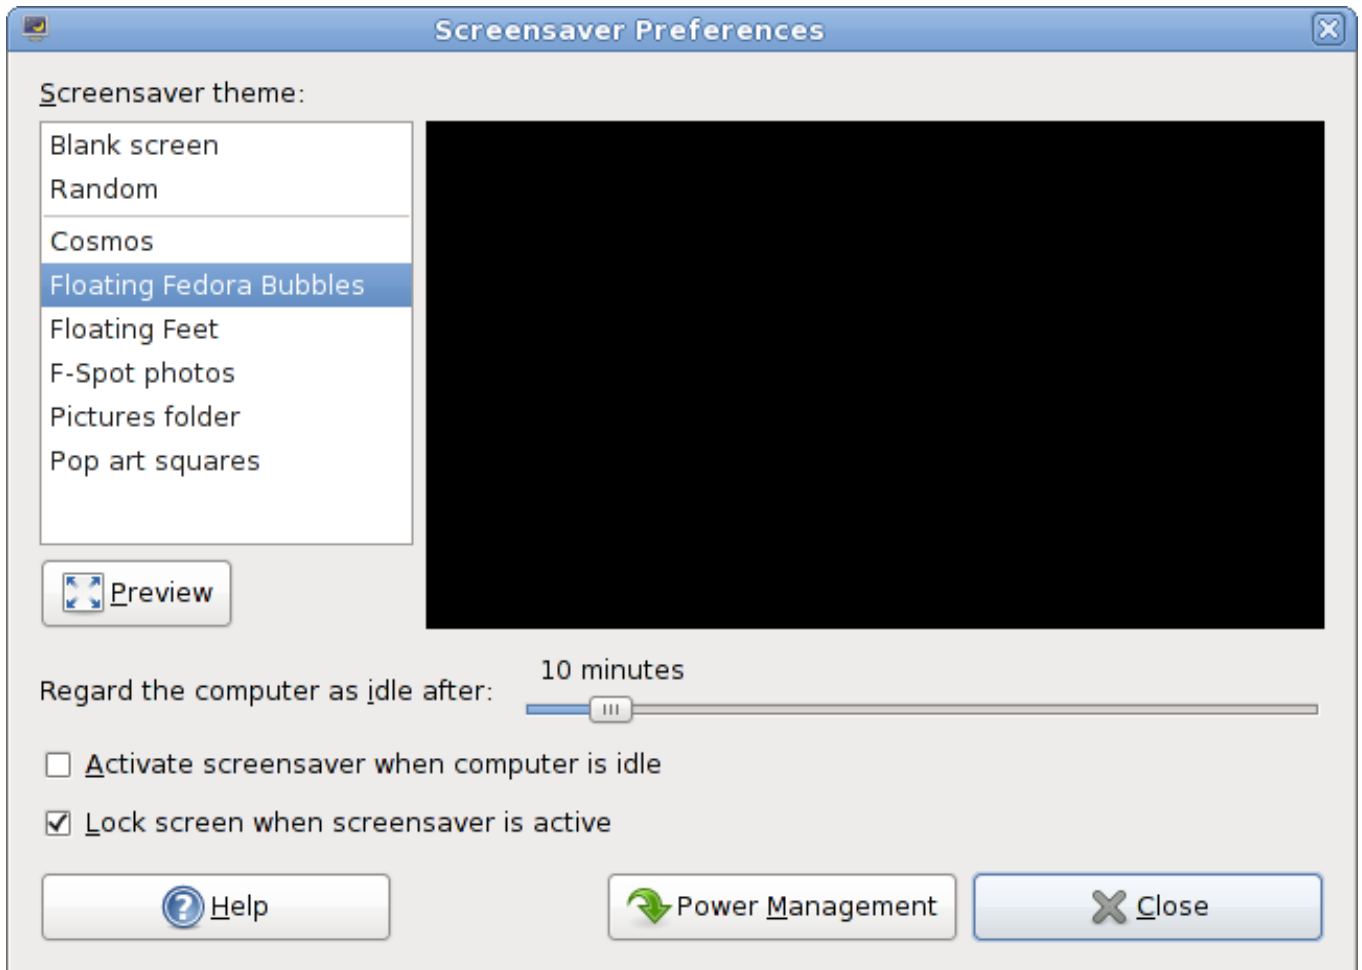 Screensaver Preferences
Screensaver theme:
Blank screen
Random
Cosmos
Floating Fedora Bubbles
Floating Feet
F-Spot photos
Pictures folder
Pop art squares
Preview
10 minutes
Regard the computer as idle after:
Activate screensaver when computer is idle
Lock screen when screensaver is active
Help
Power Management
Close